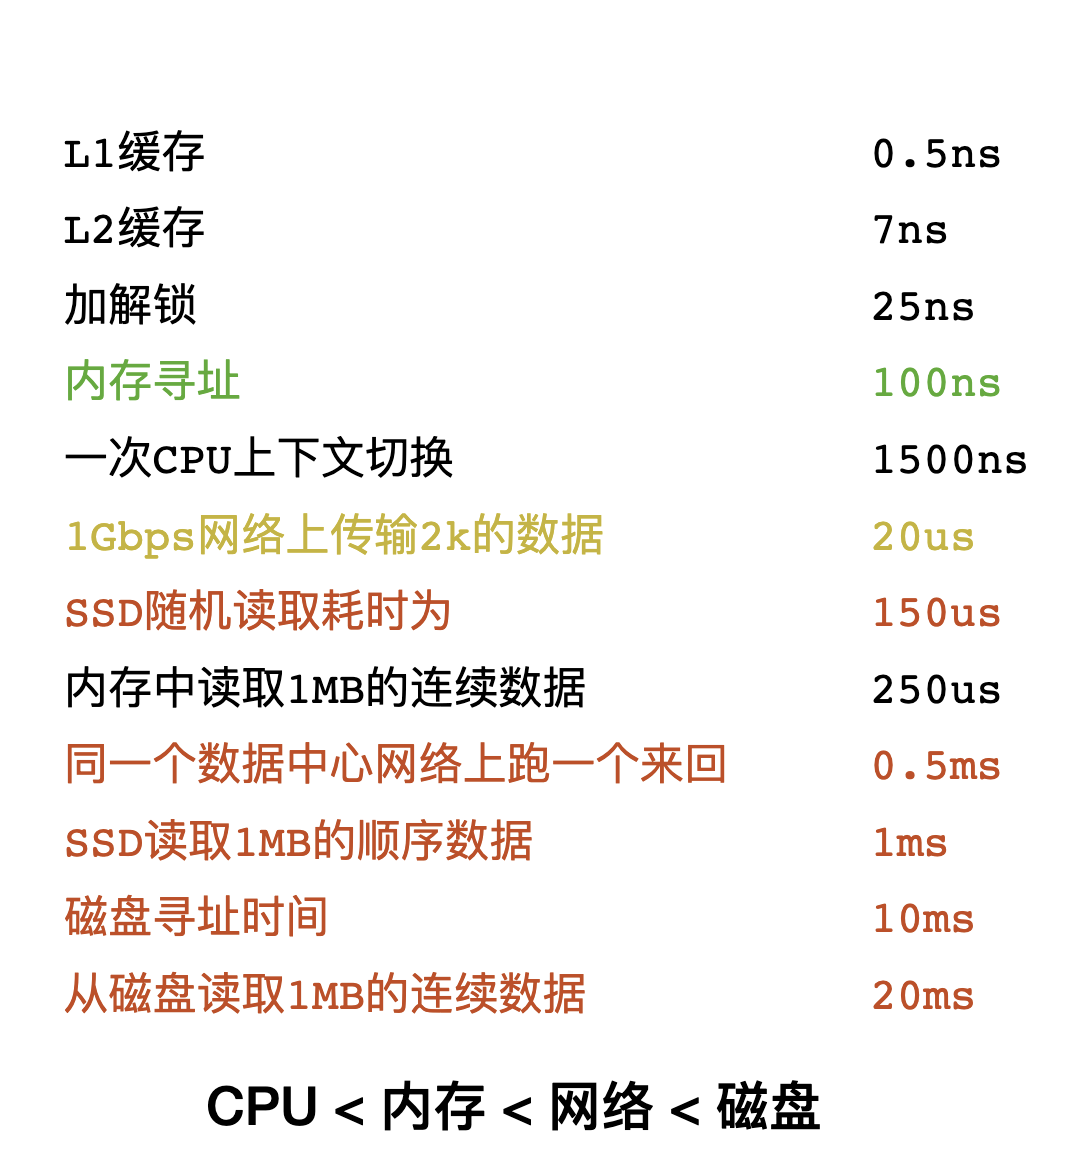 L1缓存 0.5ns
L2缓存 7ns
加解锁 25ns
内存寻址 100ns
一次CPU上下文切换 1500ns
1Gbps网络上传输2k的数据 20us
SSD随机读取耗时为 150us
内存中读取1MB的连续数据 250us
同一个数据中心网络上跑一个来回 0.5ms
SSD读取1MB的顺序数据 1ms
磁盘寻址时间 10ms
从磁盘读取1MB的连续数据 20ms
CPU < 内存 < 网络 < 磁盘